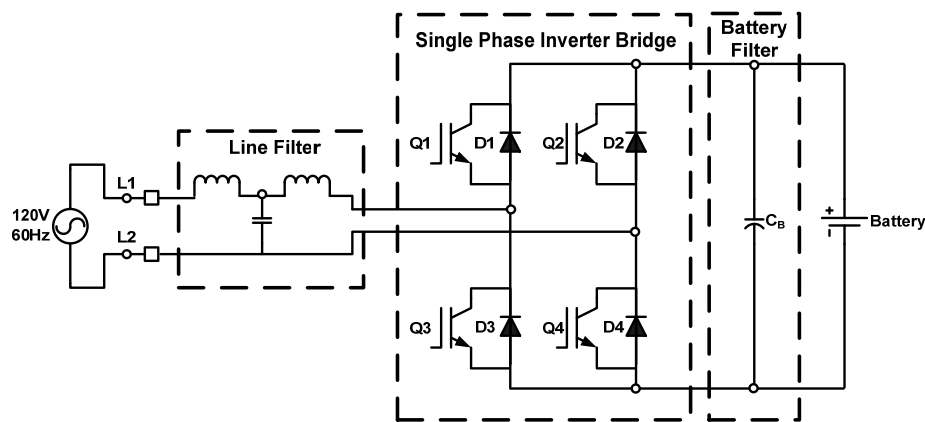 Single Phase Inverter Bridge
Battery
Filter
Line Filter
Q1
D1
Q2
D2
L1
120V
60Hz
L2
+
CB
Battery
Q3
D3
Q4
D4